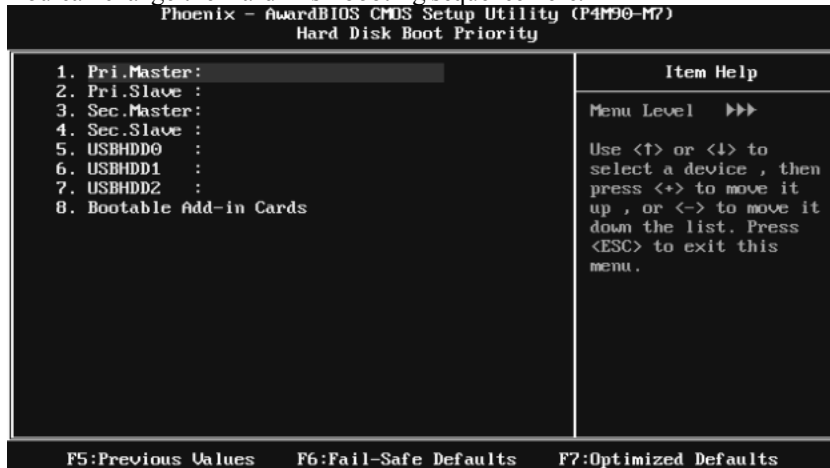 Phoenix - AwardBIOS CMOS Setup Utility (P4M90-M7)
Hard Disk Boot Priority
1. Pri.Master:
2. Pri.Slave :
3. Sec.Master:
4. Sec.Slave :
5. USBHDD0 :
6. USBHDD1 :
7. USBHDD2 :
8. Bootable Add-in Cards
Item Help
Menu Level ▶▶▶
Use <↑> or <↓> to
select a device , then
press <+> to move it
up , or <-> to move it
down the list. Press
<ESC> to exit this
menu.
F5:Previous Values F6:Fail-Safe Defaults F7:Optimized Defaults